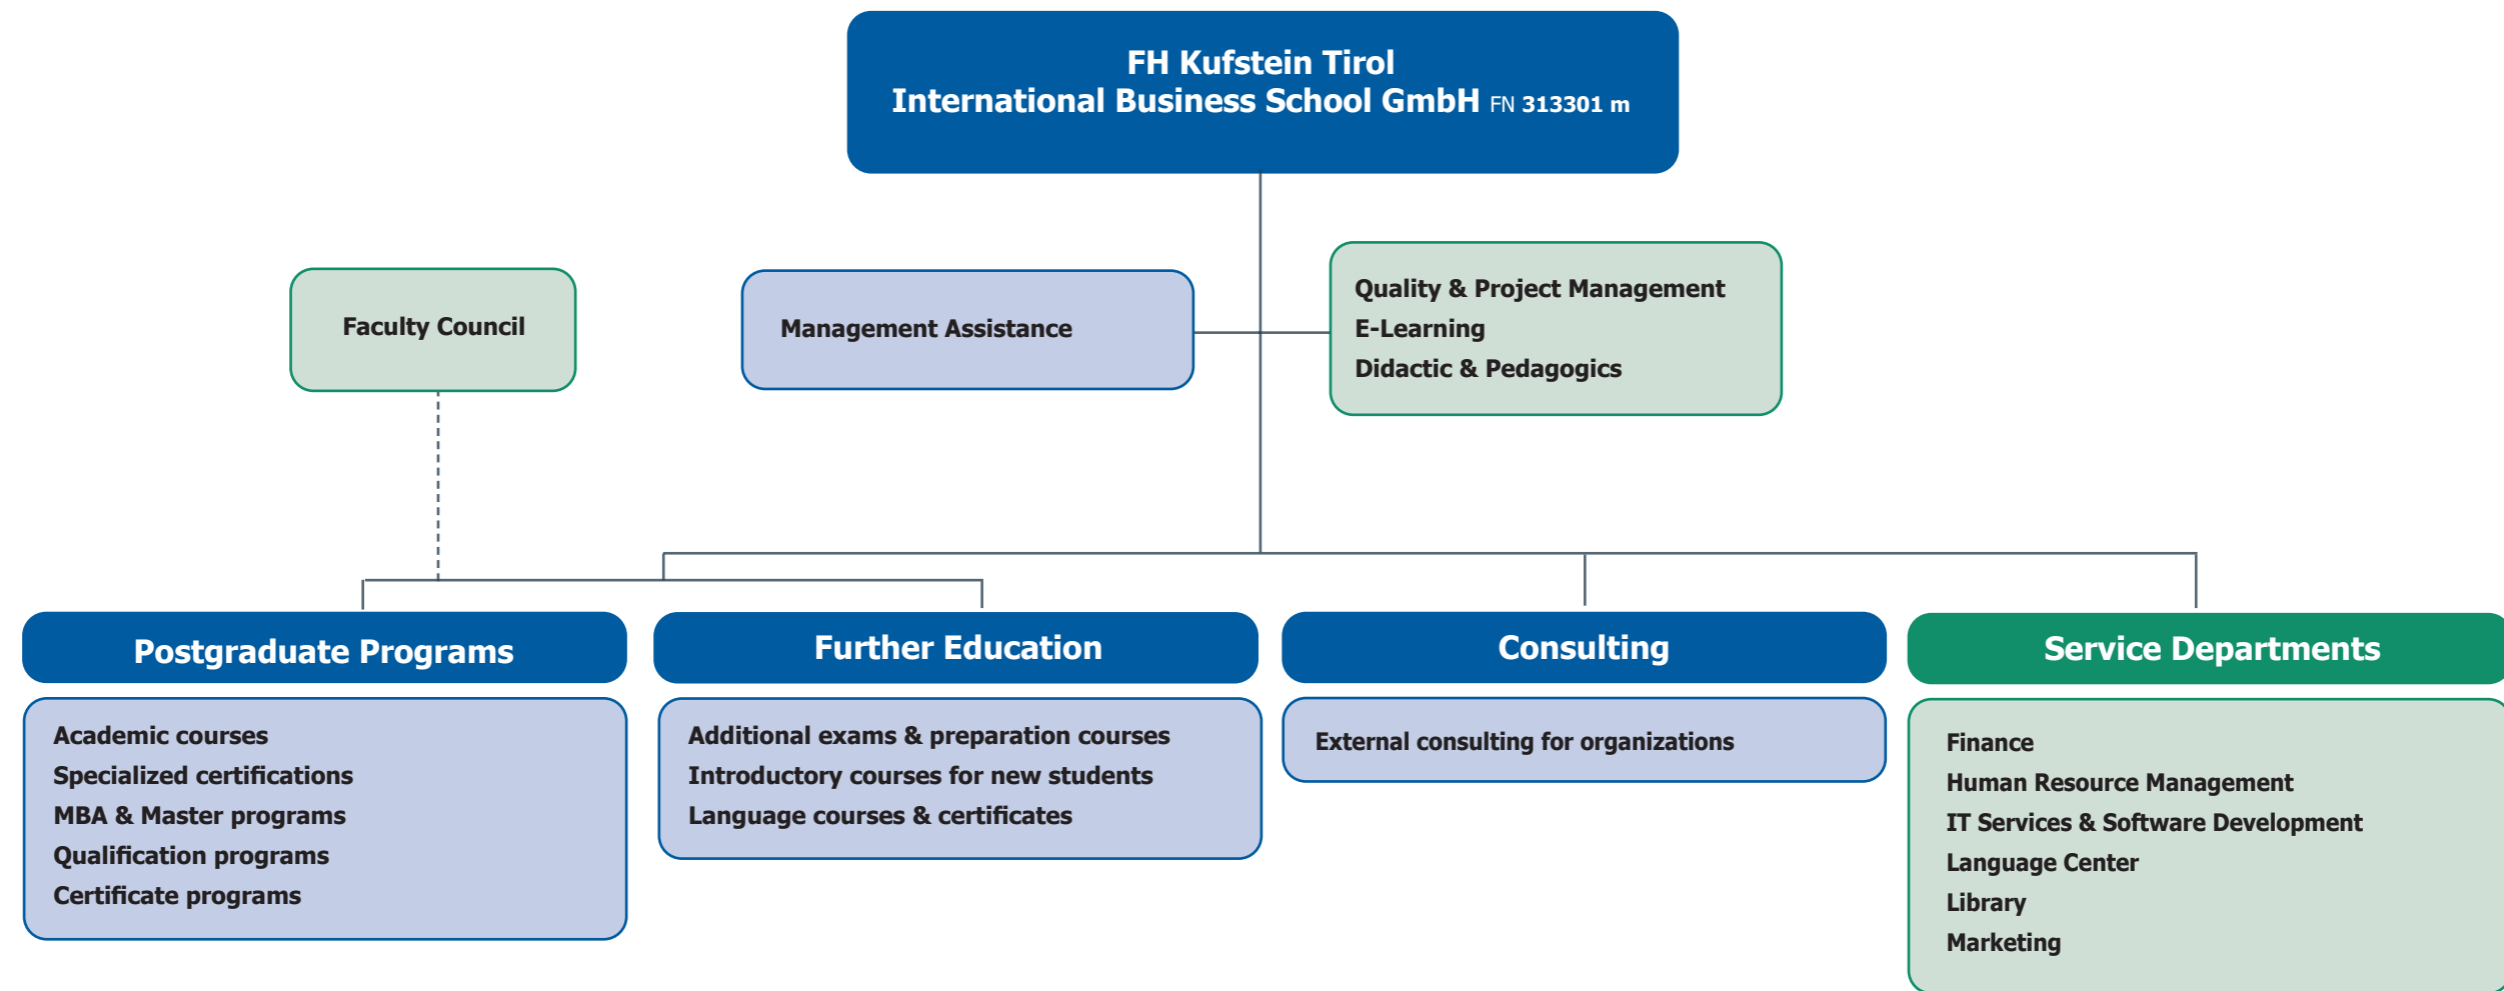 FH Kufstein Tirol
International Business School GmbH FN 313301 m
Faculty Council
Management Assistance
Quality & Project Management
E-Learning
Didactic & Pedagogics
Postgraduate Programs
Academic courses
Specialized certifications
MBA & Master programs
Qualification programs
Certificate programs
Further Education
Additional exams & preparation courses
Introductory courses for new students
Language courses & certificates
Consulting
External consulting for organizations
Service Departments
Finance
Human Resource Management
IT Services & Software Development
Language Center
Library
Marketing